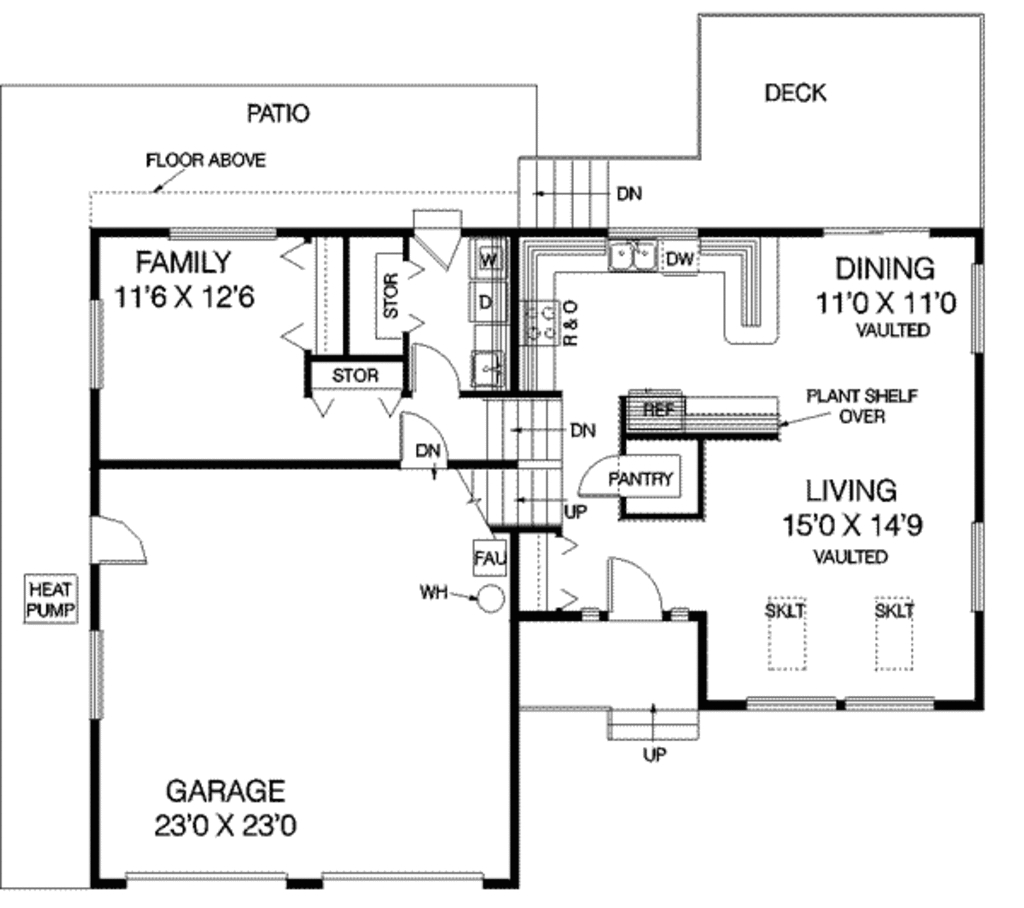 DECK
PATIO
FLOOR ABOVE
DN
FAMILY
11'6 X 12'6
STOR
W
D
DW
R & O
DINING
11'0 X 11'0
VAULTED
STOR
REF
PLANT SHELF
OVER
DN
DN
PANTRY
UP
LIVING
15'0 X 14'9
VAULTED
FAU
WH
HEAT
PUMP
SKLT
SKLT
UP
GARAGE
23'0 X 23'0